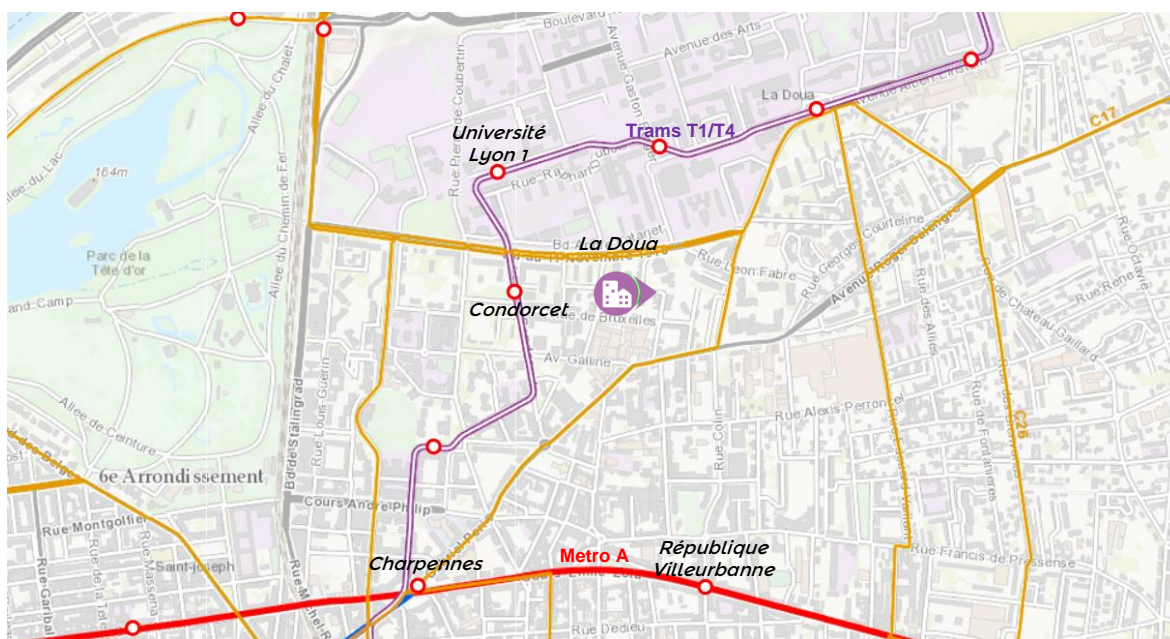 Boulevard
Avenue des Arts
Avenue Gaston
Rue Pierre de Coubertin
Allée du Chalet
Allée du Lac
164m
Allée du Chemin de Fer
La Doua
Avenue Albert Einstein
C17
Université
Lyon 1
Trams T1/T4
Parc de la
Tête d'or
La Doua
Rue Léon Fabre
Rue Georges Courteline
Avenue Roger Salengro
Rue Octavie
Rue Rene
Rue de Château Gaillard
Rue des Alliés
Condorcet
de Bruxelles
Av. Galline
Bd de Stalingrad
Rue Louis Guérin
Rue Alexis Perroncel
Rue Colin
Rue de Fontanières
C26
Allée de Ceinture
6e Arrondissement
Cours André Philip
Rue Montgolfier
Rue Masséna
Saint-Joseph
Charpennes
Metro A
République
Villeurbanne
Rue Francis de Pressensé
Rue Dedieu